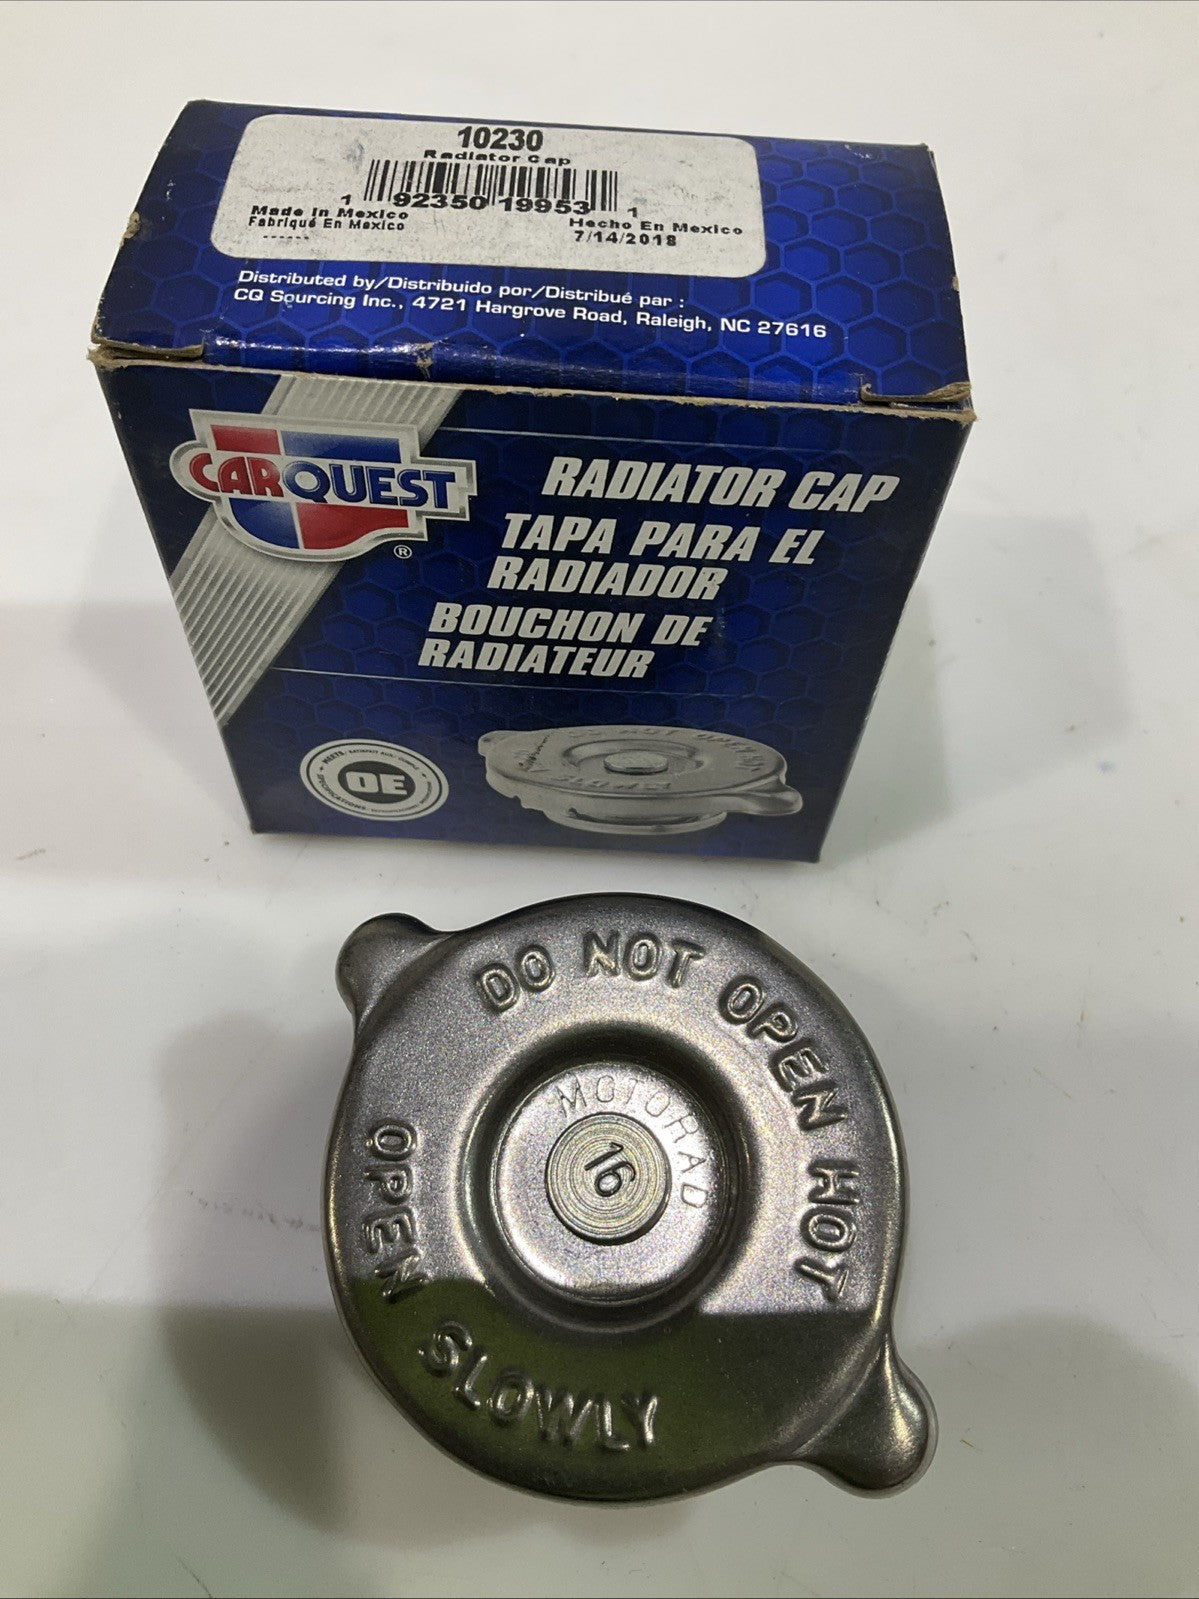 10230
Radiator Cap
1 92350 19953 1
Made In Mexico
Fabriqué En Mexico
Hecho En Mexico
7/14/2018
Distributed by/Distribuido por/Distribué par :
CQ Sourcing Inc., 4721 Hargrove Road, Raleigh, NC 27616
CARQUEST
®
RADIATOR CAP
TAPA PARA EL
RADIADOR
BOUCHON DE
RADIATEUR
MEETS
OE
SPECIFICATIONS
DO NOT OPEN HOT
OPEN SLOWLY
MOTORAD
16